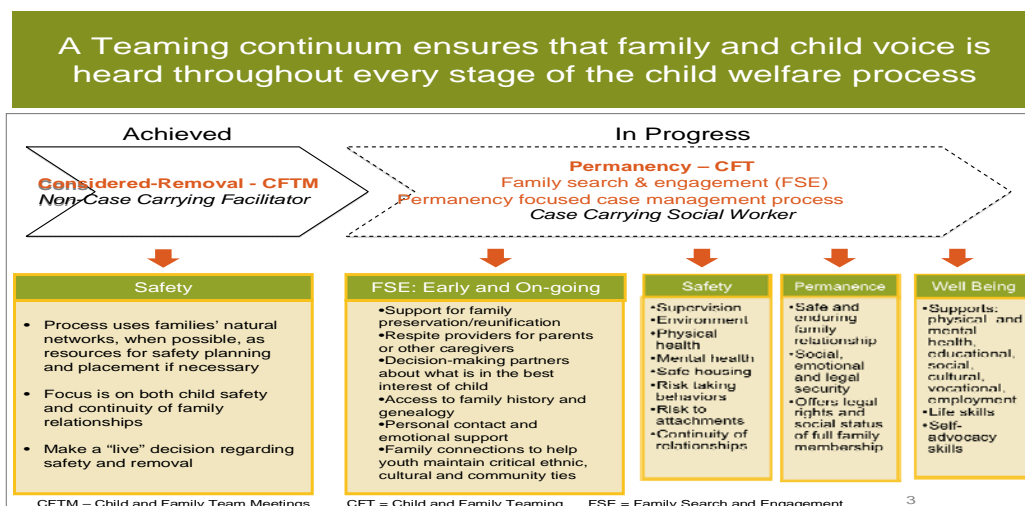 A Teaming continuum ensures that family and child voice is
heard throughout every stage of the child welfare process
Achieved
In Progress
Considered-Removal - CFTM
Non-Case Carrying Facilitator
Permanency – CFT
Family search & engagement (FSE)
Permanency focused case management process
Case Carrying Social Worker
Safety
• Process uses families’ natural
networks, when possible, as
resources for safety planning
and placement if necessary
• Focus is on both child safety
and continuity of family
relationships
• Make a “live” decision regarding
safety and removal
FSE: Early and On-going
•Support for family
preservation/reunification
•Respite providers for parents
or other caregivers
•Decision-making partners
about what is in the best
interest of child
•Access to family history and
genealogy
•Personal contact and
emotional support
•Family connections to help
youth maintain critical ethnic,
cultural and community ties
Safety
•Supervision
•Environment
•Physical
health
•Mental health
•Safe housing
•Risk taking
behaviors
•Risk to
attachments
•Continuity of
relationships
Permanence
•Safe and
enduring
family
relationship
•Social,
emotional
and legal
security
•Offers legal
rights and
social status
of full family
membership
Well Being
•Supports:
physical and
mental
health,
educational,
social,
cultural,
vocational,
employment
•Life skills
•Self-
advocacy
skills
CFTM – Child and Family Team Meetings
CFT = Child and Family Teaming
FSE = Family Search and Engagement
3